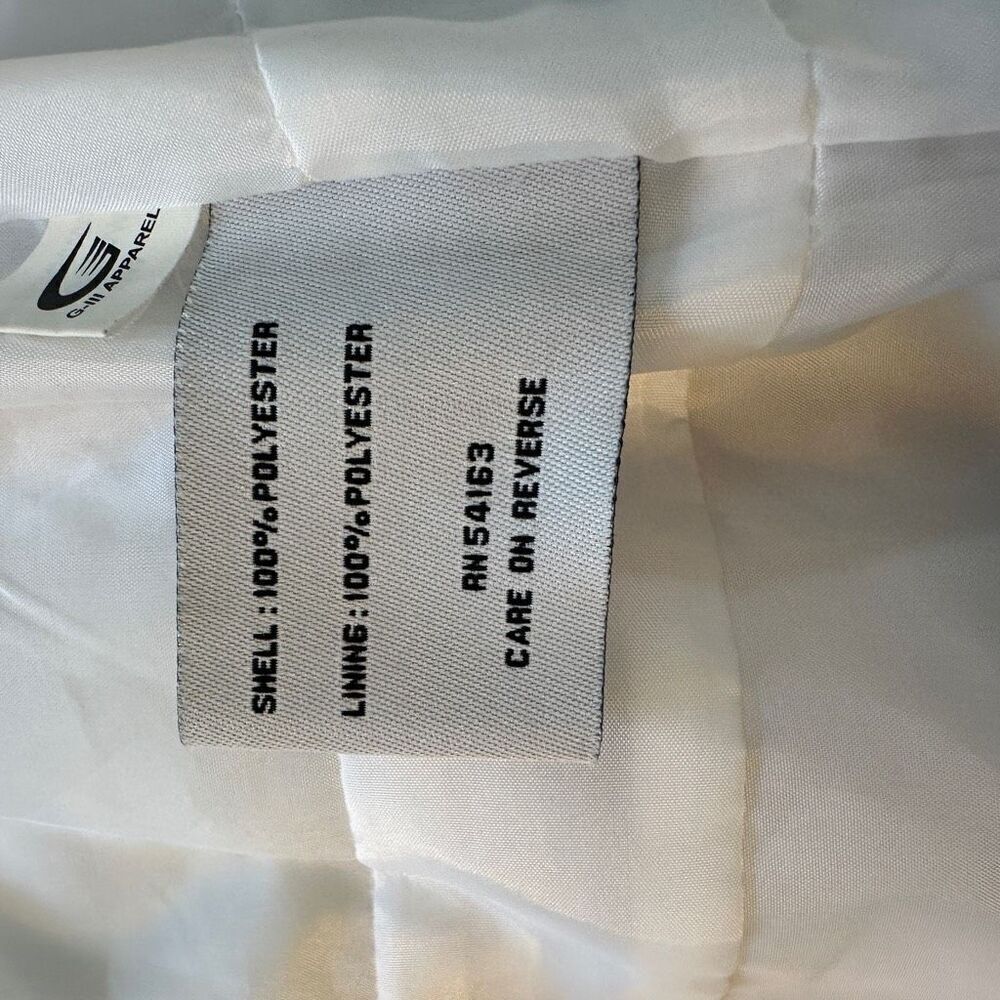 G-III APPAREL
SHELL : 100% POLYESTER
LINING : 100% POLYESTER
RN 54163
CARE ON REVERSE